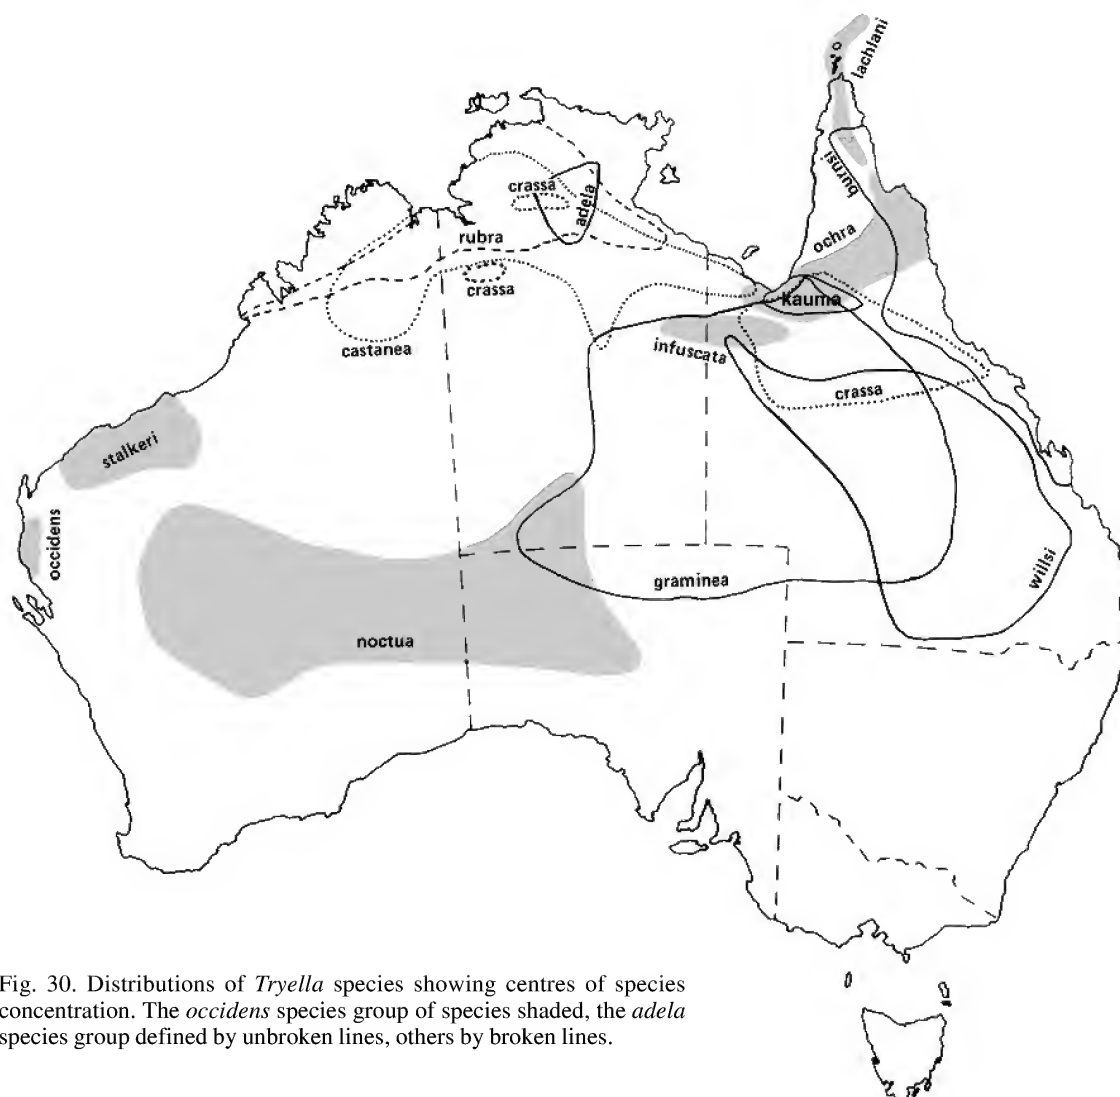 lachlani
burnsi
crassa
adela
ochra
rubra
crassa
kauma
castanea
infuscata
crassa
stalkeri
occidens
willsi
graminea
noctua
Fig. 30. Distributions of Tryella species showing centres of species
concentration. The occidens species group of species shaded, the adela
species group defined by unbroken lines, others by broken lines.